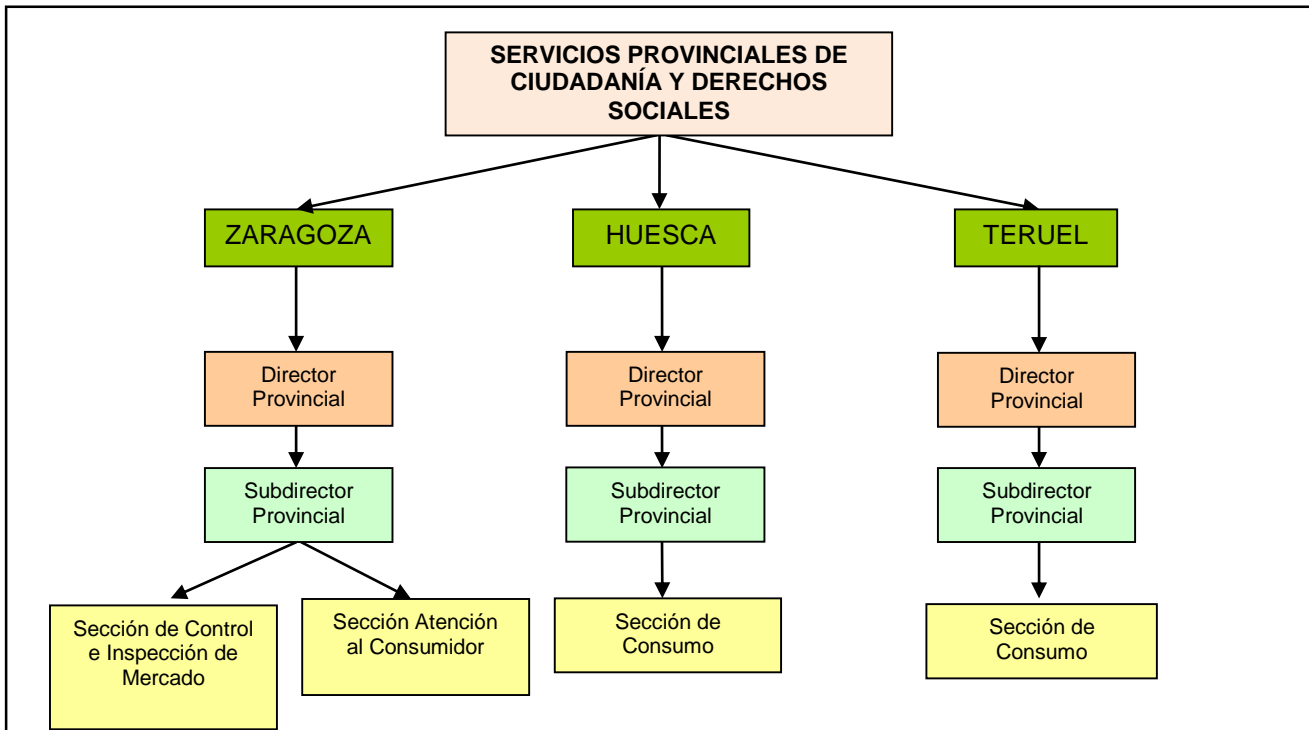 SERVICIOS PROVINCIALES DE
CIUDADANÍA Y DERECHOS
SOCIALES
ZARAGOZA
HUESCA
TERUEL
Director
Provincial
Director
Provincial
Director
Provincial
Subdirector
Provincial
Subdirector
Provincial
Subdirector
Provincial
Sección de Control
e Inspección de
Mercado
Sección Atención
al Consumidor
Sección de
Consumo
Sección de
Consumo